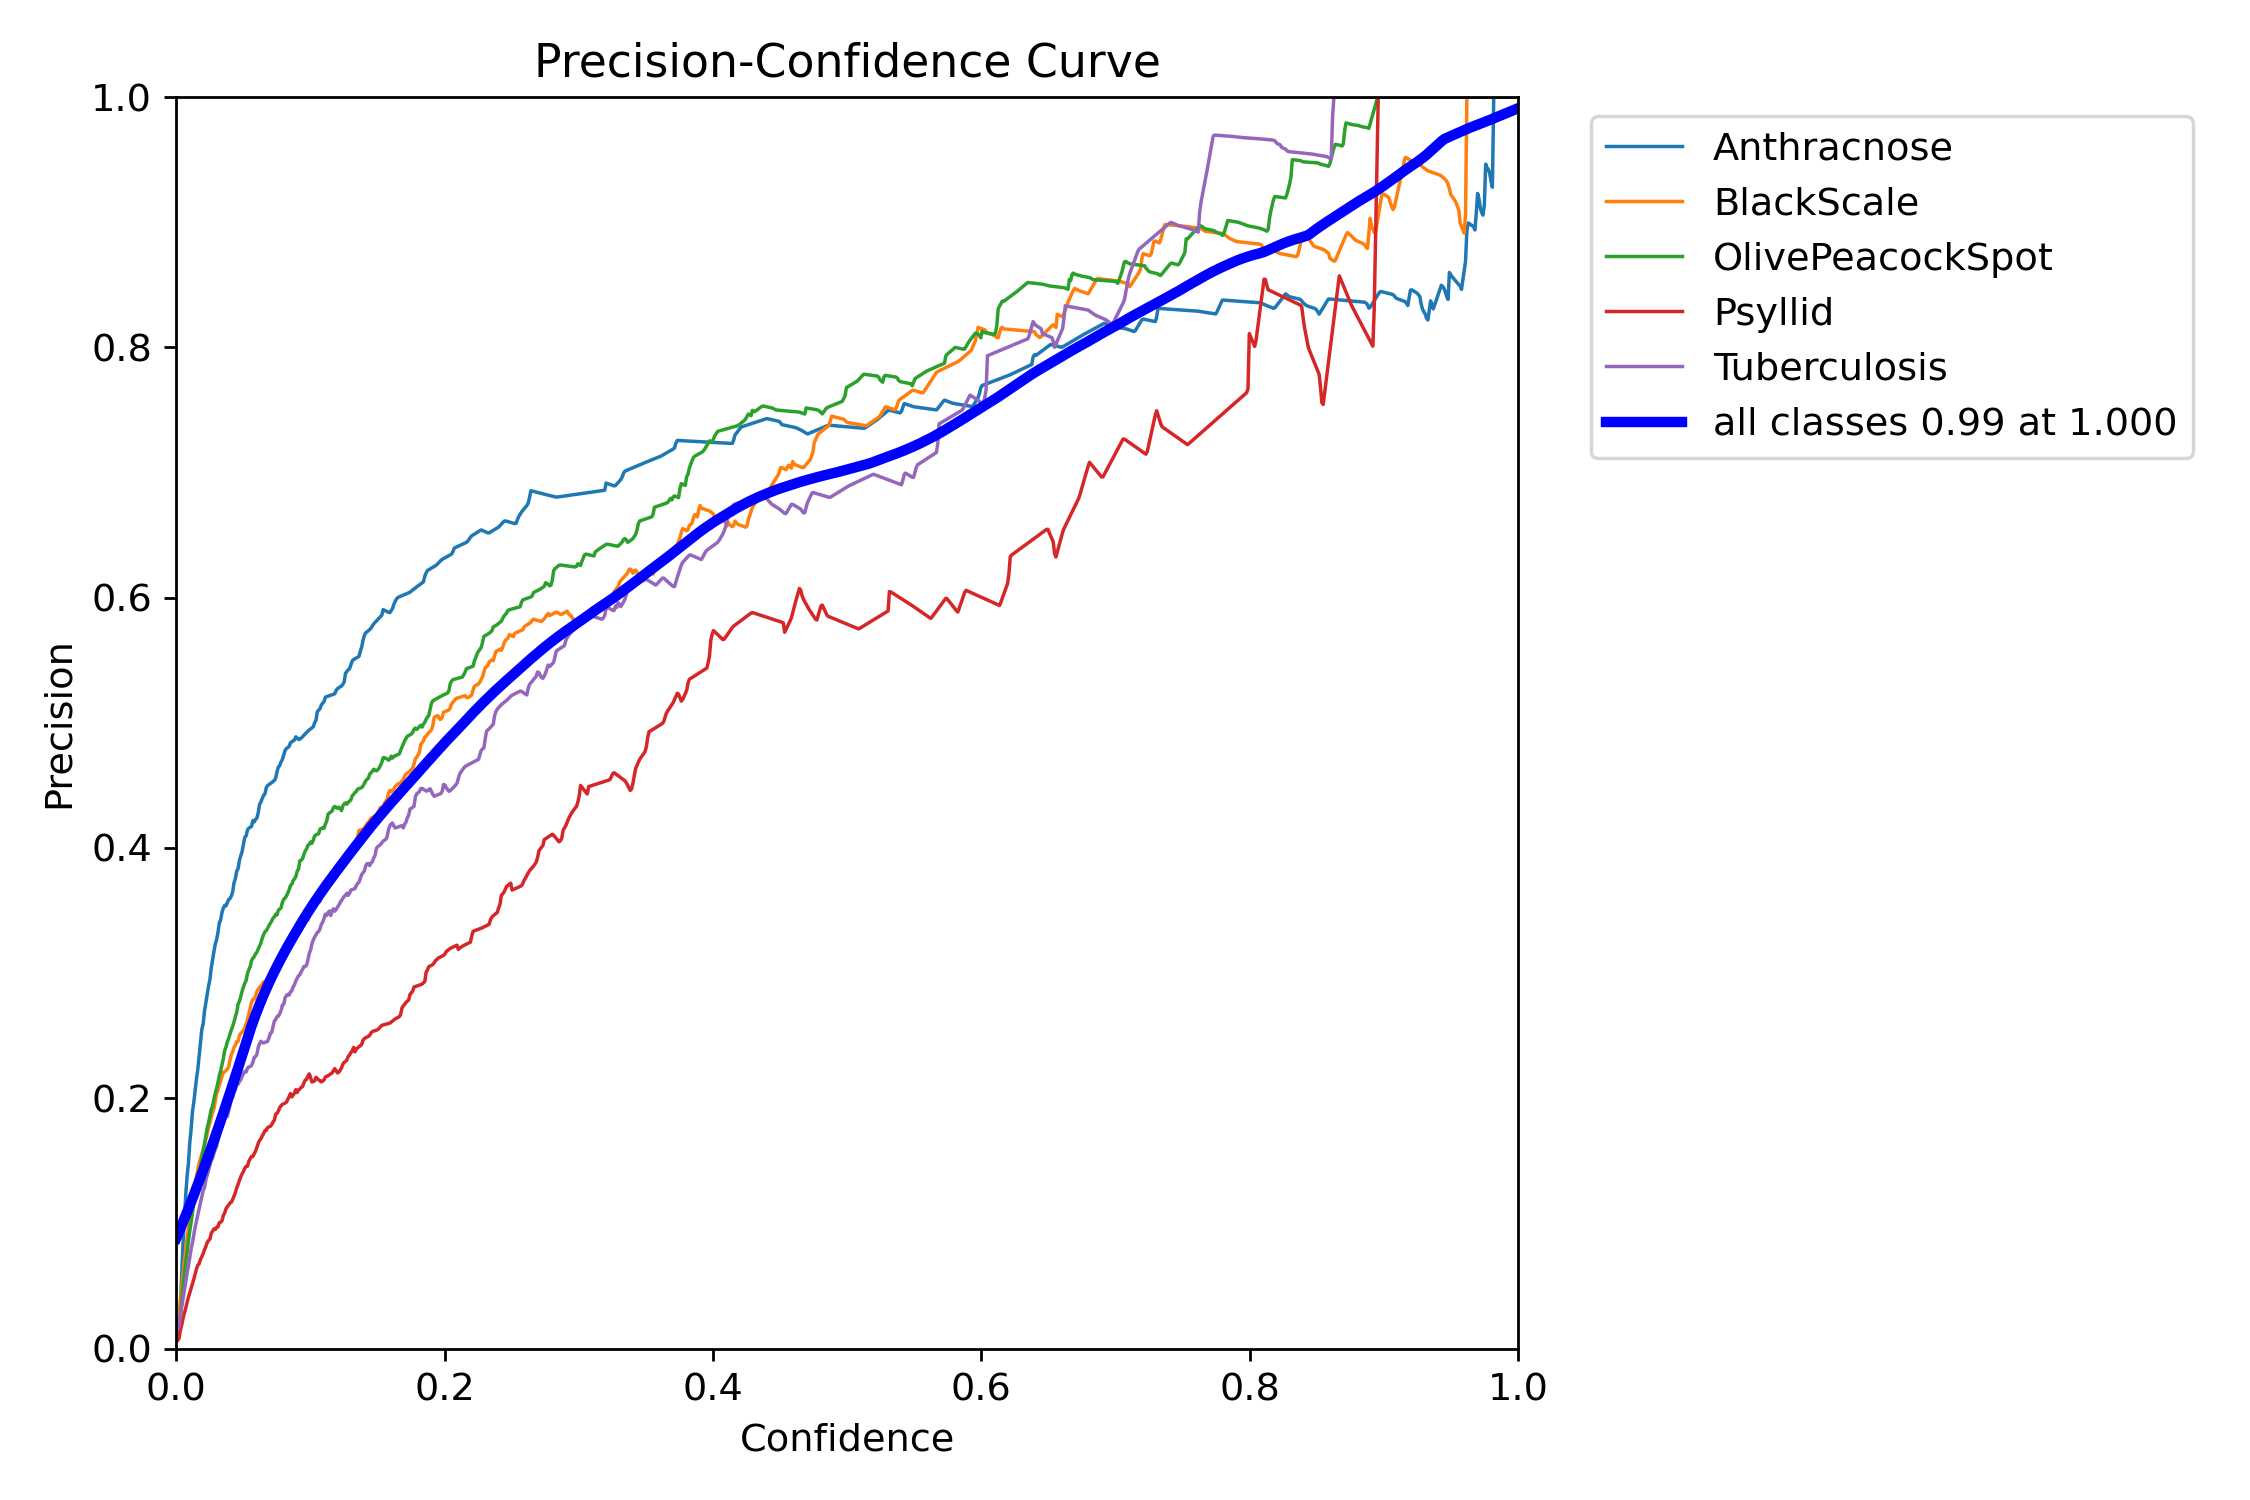 Precision-Confidence Curve
1.0
0.8
0.6
0.4
0.2
0.0
Precision
0.0 0.2 0.4 0.6 0.8 1.0
Confidence
Anthracnose
BlackScale
OlivePeacockSpot
Psyllid
Tuberculosis
all classes 0.99 at 1.000